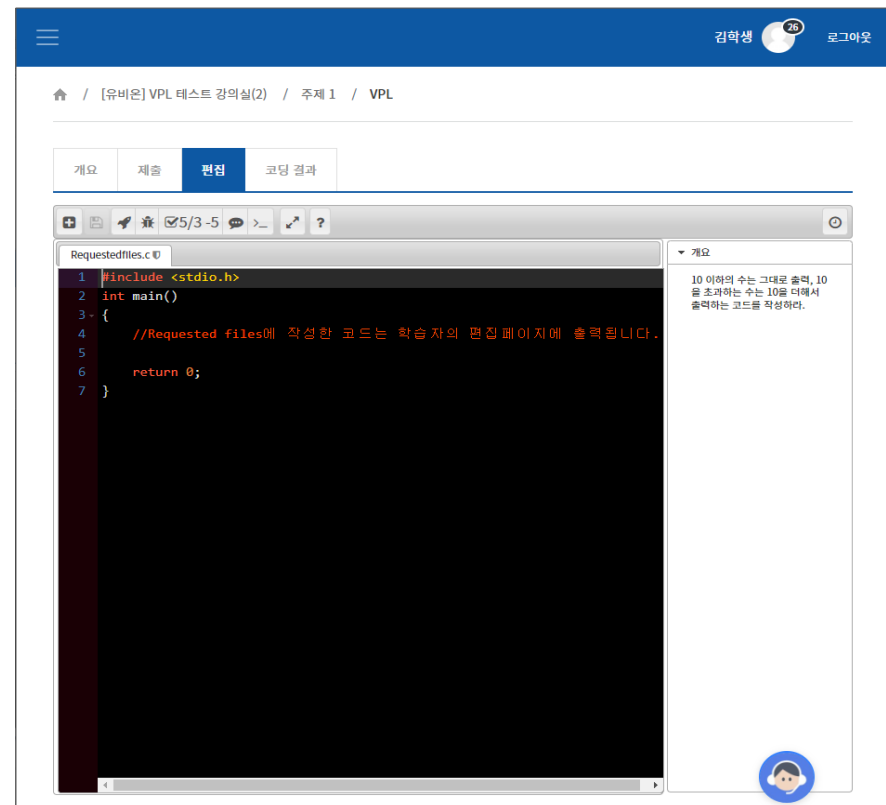 김학생 26 로그아웃
/ [유비온] VPL 테스트 강의실(2) / 주제 1 / VPL
개요 제출 편집 코딩 결과
5/3 -5 >_ ?
Requestedfiles.c
개요
1 #include <stdio.h>
2 int main()
3 {
4 //Requested files에 작성한 코드는 학습자의 편집페이지에 출력됩니다.
5
6 return 0;
7 }
10 이하의 수는 그대로 출력, 10
을 초과하는 수는 10을 더해서
출력하는 코드를 작성하라.